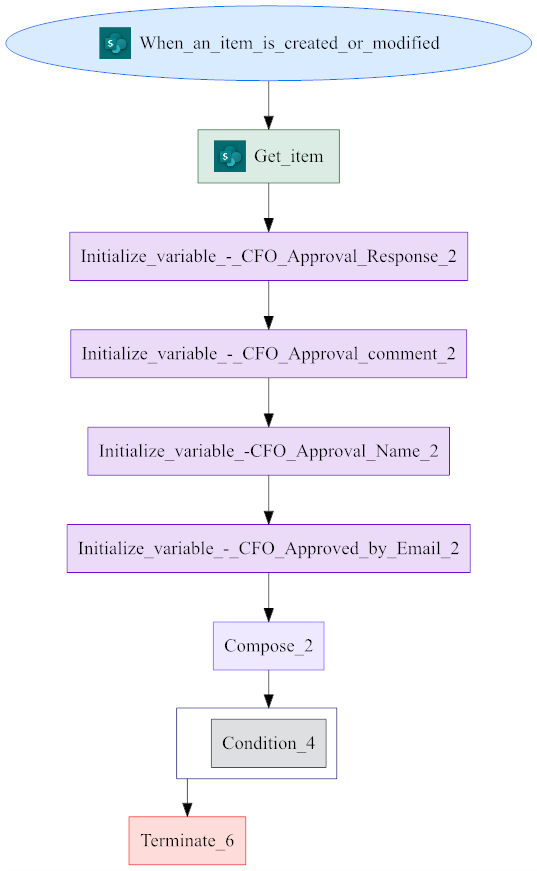 When_an_item_is_created_or_modified
Get_item
Initialize_variable_-_CFO_Approval_Response_2
Initialize_variable_-_CFO_Approval_comment_2
Initialize_variable_-CFO_Approval_Name_2
Initialize_variable_-_CFO_Approved_by_Email_2
Compose_2
Condition_4
Terminate_6